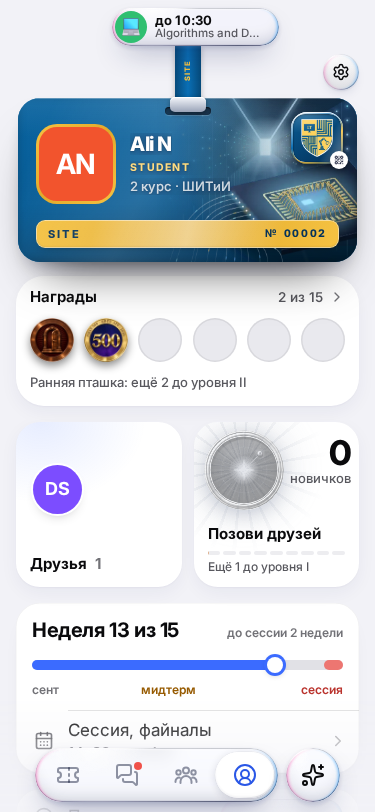 до 10:30
Algorithms and D...
SITE
AN
Ali N
STUDENT
2 курс · ШИТиИ
SITE
№ 00002
Награды
2 из 15
500
Ранняя пташка: ещё 2 до уровня II
DS
Друзья 1
0
новичков
Позови друзей
Ещё 1 до уровня I
Неделя 13 из 15
до сессии 2 недели
сент
мидтерм
сессия
Сессия, файналы